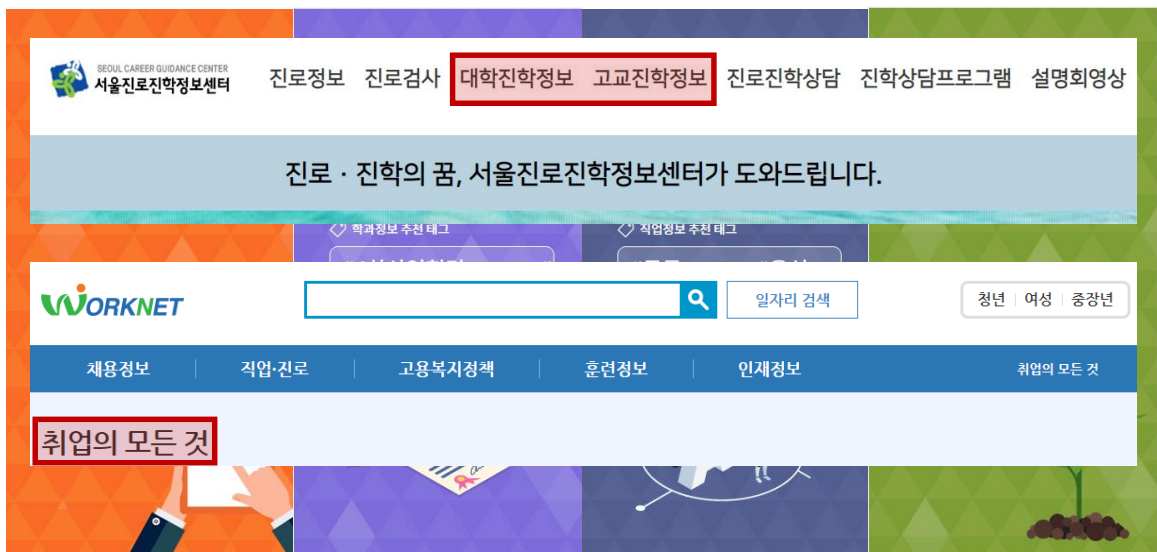 SEOUL CAREER GUIDANCE CENTER
서울진로진학정보센터
진로정보 진로검사 대학진학정보 고교진학정보 진로진학상담 진학상담프로그램 설명회영상
진로 · 진학의 꿈, 서울진로진학정보센터가 도와드립니다.
학과정보 추천 태그 직업정보 추천 태그
WORKNET 일자리 검색 청년 여성 중장년
채용정보 직업·진로 고용복지정책 훈련정보 인재정보 취업의 모든 것
취업의 모든 것